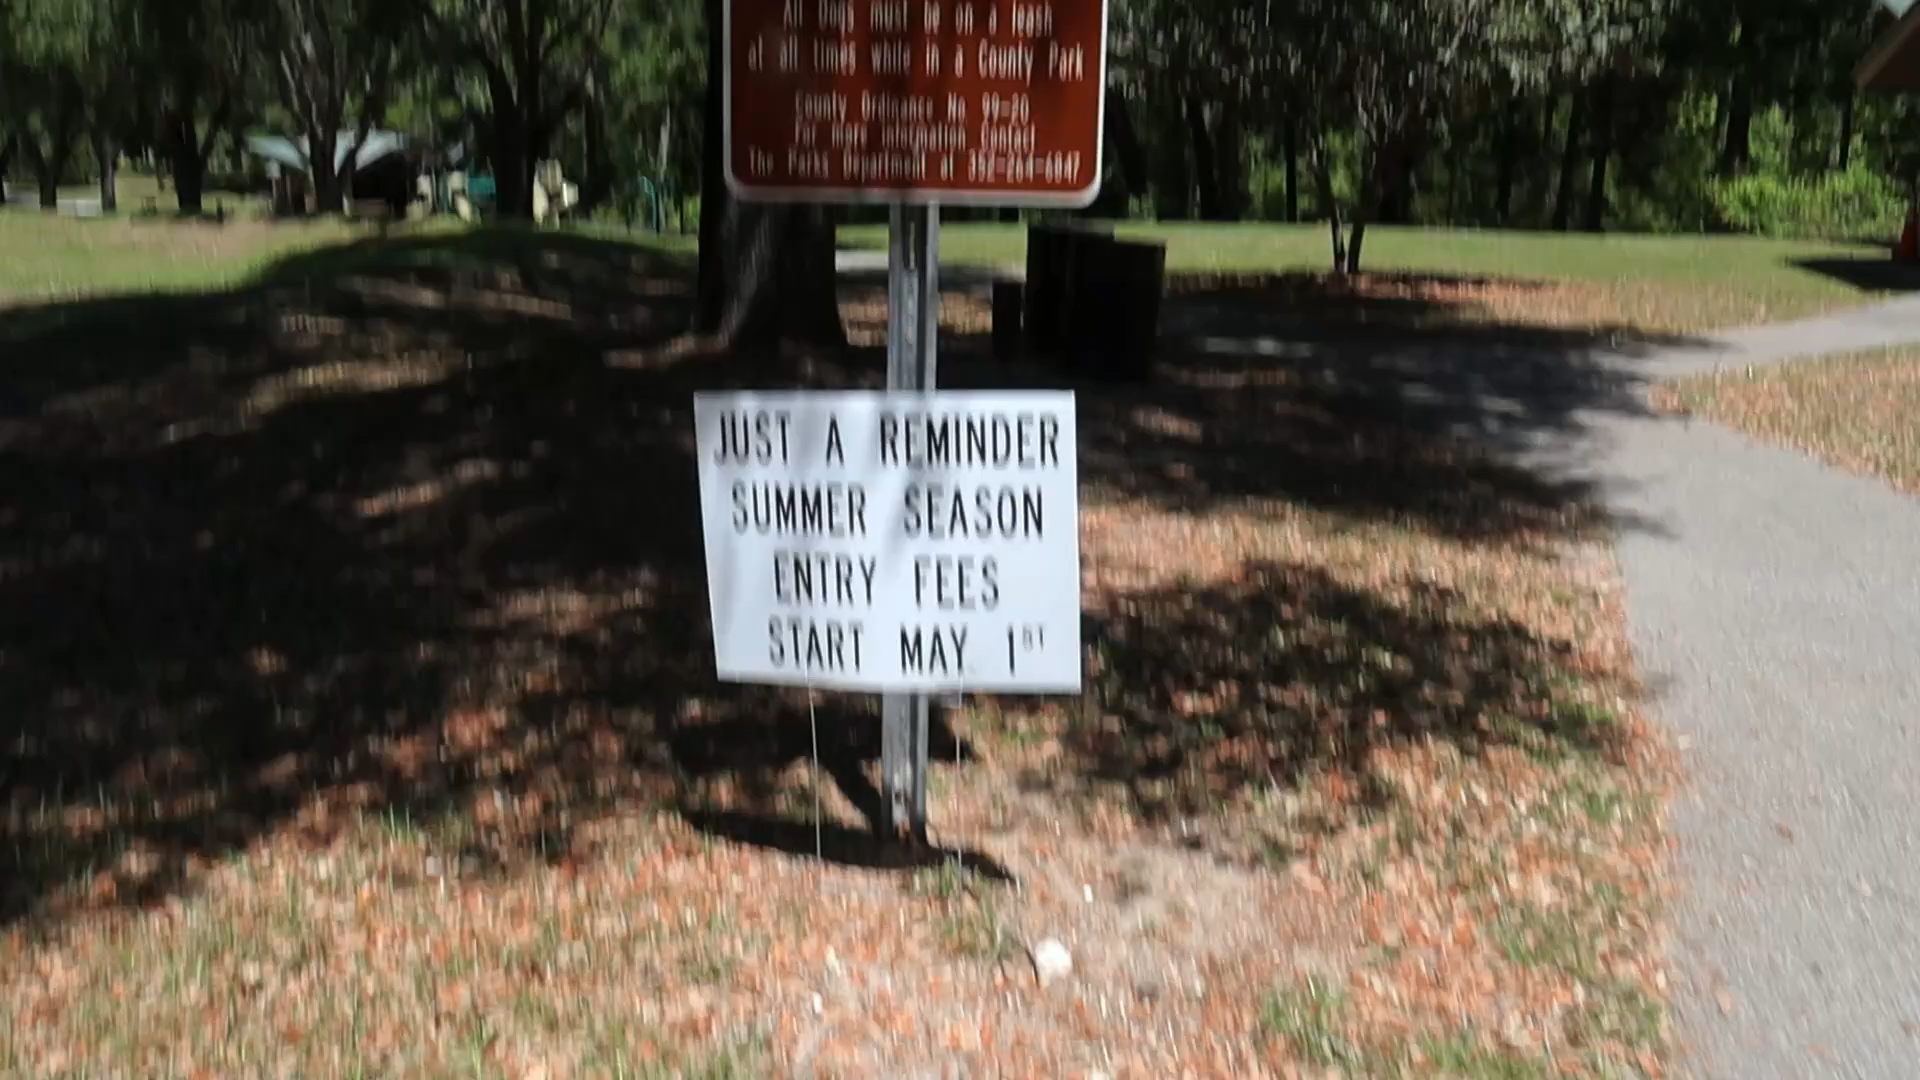 All Dogs must be on a leash
at all times while in a County Park
County Ordinance No. 99-20
For more information Contact
The Parks Department at 352-264-6847
JUST A REMINDER
SUMMER SEASON
ENTRY FEES
START MAY 1ST